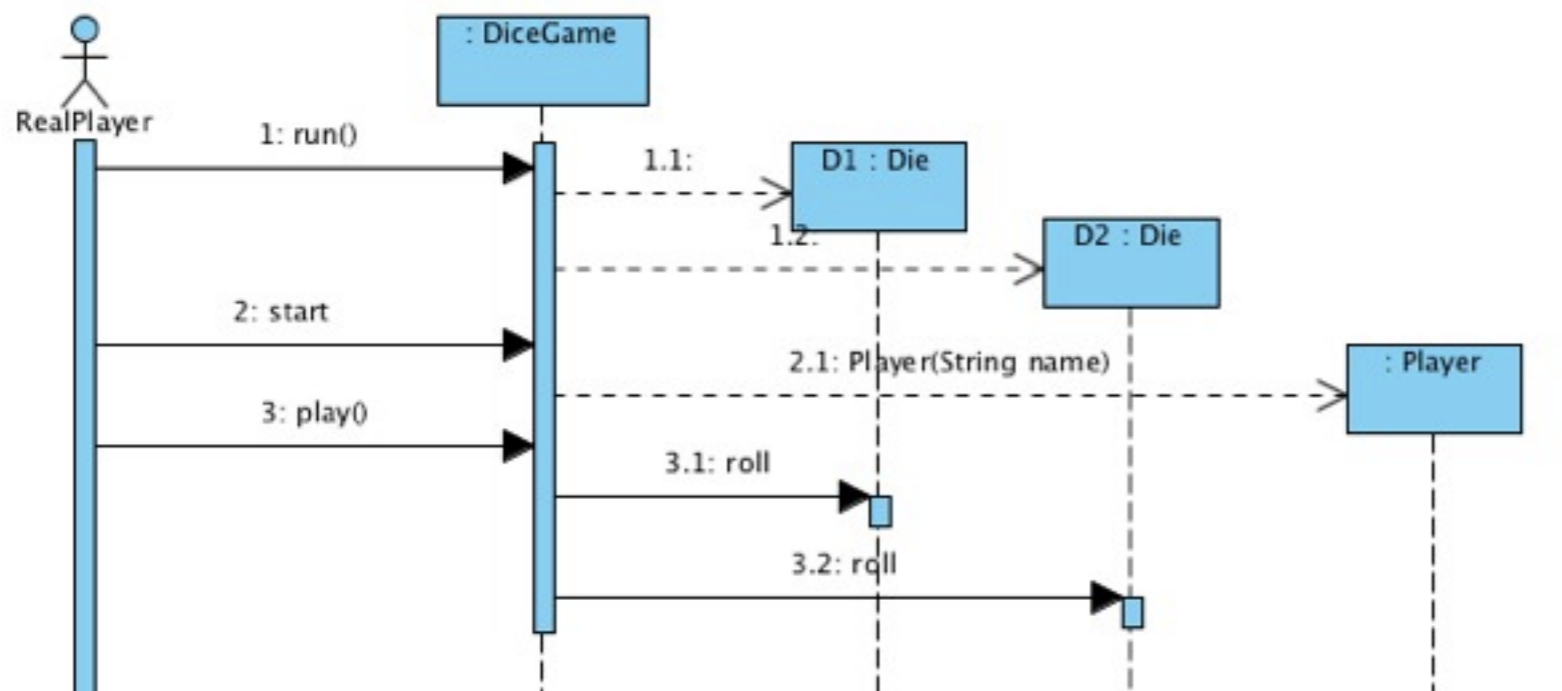 : DiceGame
RealPlayer
1: run()
1.1:
D1 : Die
1.2:
D2 : Die
2: start
2.1: Player(String name)
: Player
3: play()
3.1: roll
3.2: roll